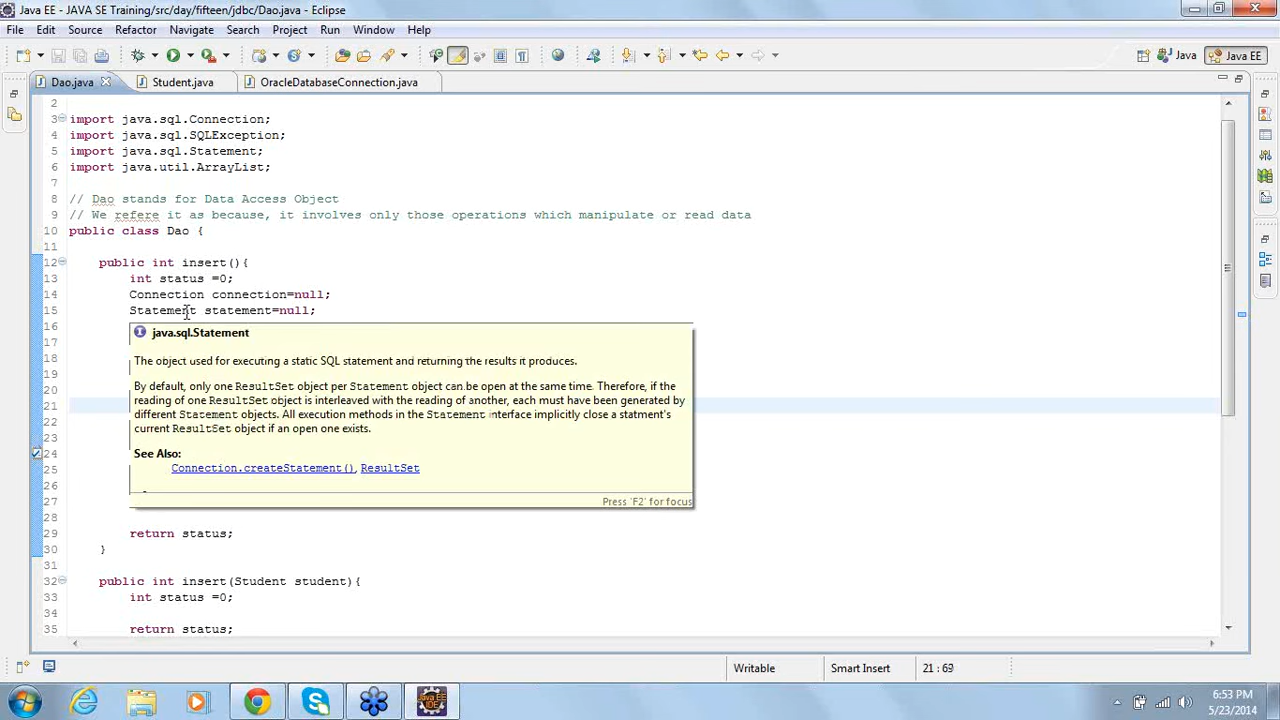 Java EE - JAVA SE Training/src/day/fifteen/jdbc/Dao.java - Eclipse
File Edit Source Refactor Navigate Search Project Run Window Help
Java Java EE
Dao.java Student.java OracleDatabaseConnection.java
2
3 import java.sql.Connection;
4 import java.sql.SQLException;
5 import java.sql.Statement;
6 import java.util.ArrayList;
7
8 // Dao stands for Data Access Object
9 // We refere it as because, it involves only those operations which manipulate or read data
10 public class Dao {
11
12 public int insert(){
13 int status =0;
14 Connection connection=null;
15 Statement statement=null;
16
17
18
19
20
21
22
23
24
25
26
27
28
java.sql.Statement
The object used for executing a static SQL statement and returning the results it produces.
By default, only one ResultSet object per Statement object can be open at the same time. Therefore, if the
reading of one ResultSet object is interleaved with the reading of another, each must have been generated by
different Statement objects. All execution methods in the Statement interface implicitly close a statment's
current ResultSet object if an open one exists.
See Also:
Connection.createStatement(), ResultSet
Press 'F2' for focus
29 return status;
30 }
31
32 public int insert(Student student){
33 int status =0;
34
35 return status;
Writable Smart Insert 21 : 69
Java EE
IDE
6:53 PM
5/23/2014